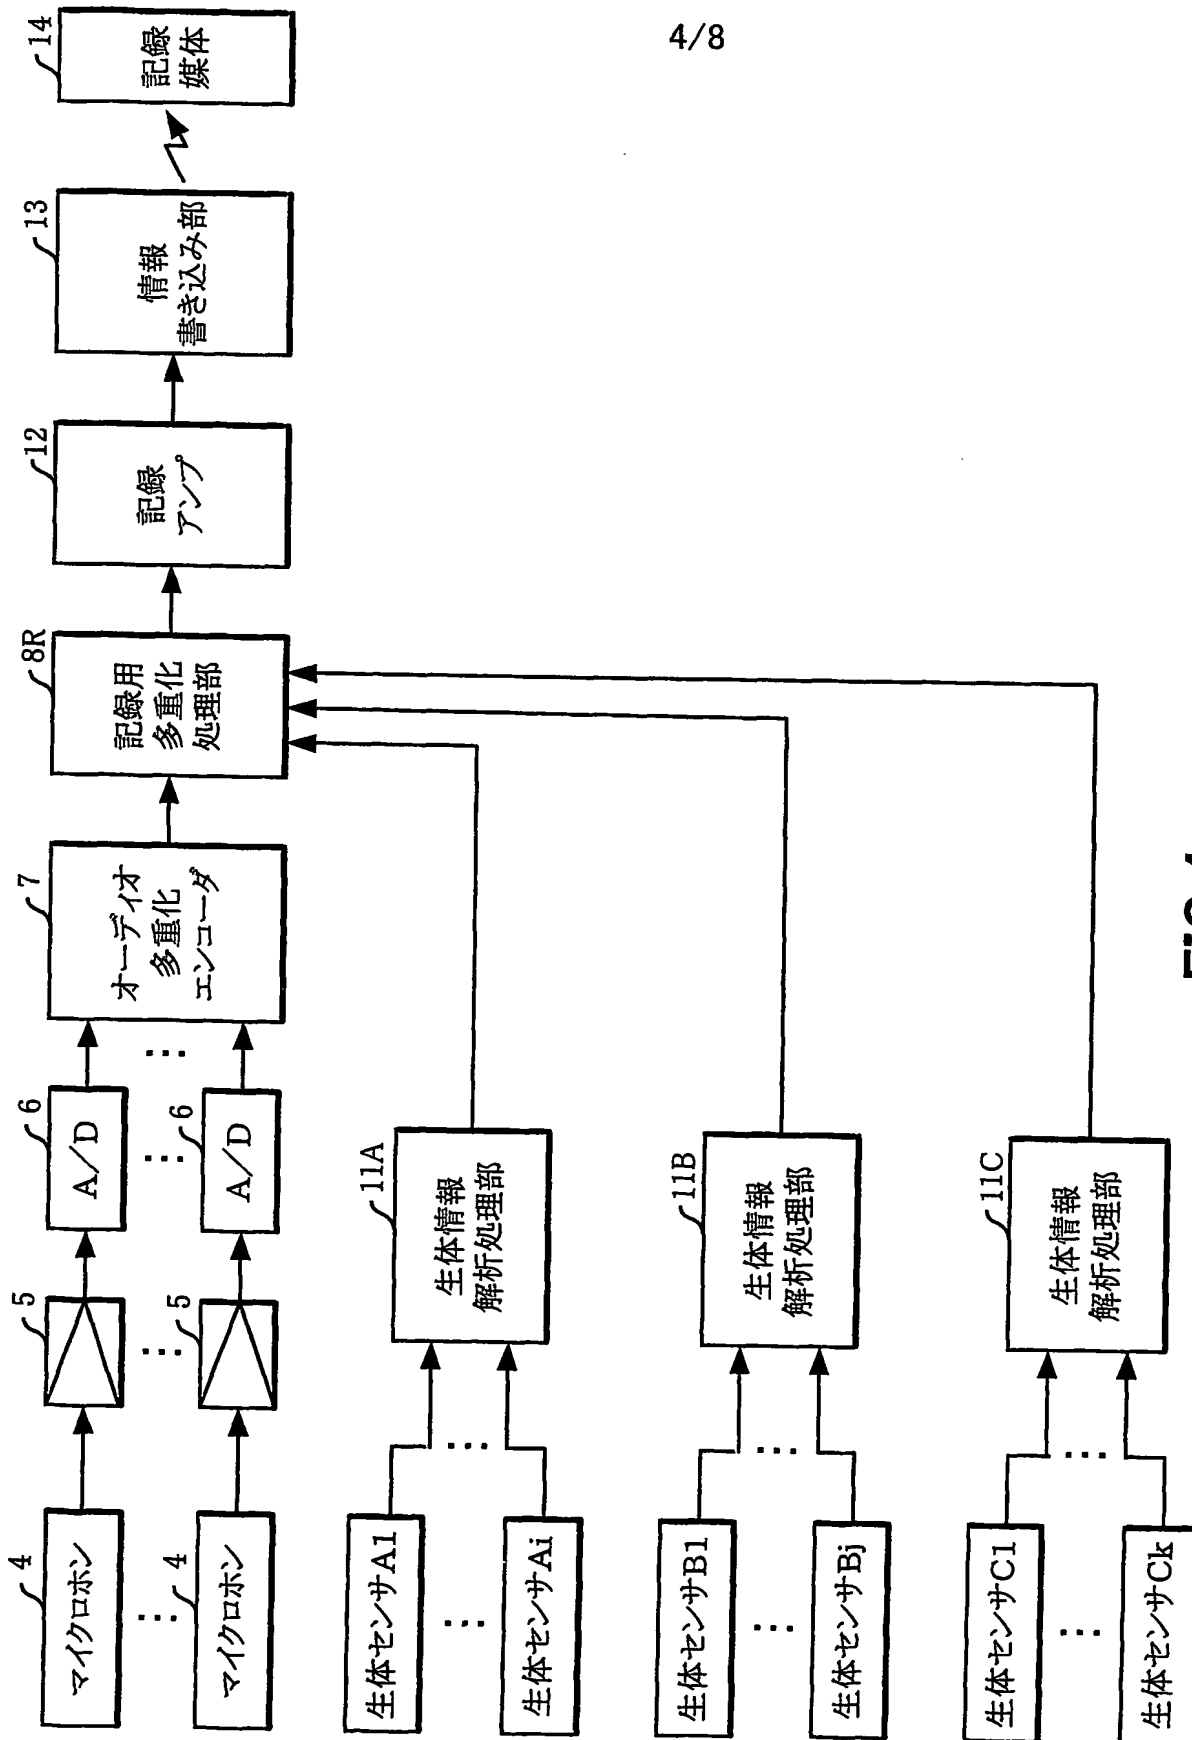 4/8
4
マイクロホン
5
6
A/D
7
オーディオ
多重化
エンコーダ
8R
記録用
多重化
処理部
12
記録
アンプ
13
情報
書き込み部
14
記録
媒体
…
4
マイクロホン
…
5
…
6
A/D
…
生体センサA1
…
生体センサAi
…
11A
生体情報
解析処理部
生体センサB1
…
生体センサBj
…
11B
生体情報
解析処理部
生体センサC1
…
生体センサCk
…
11C
生体情報
解析処理部